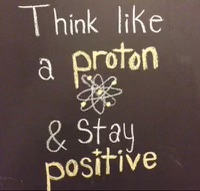 Think like
a proton
& Stay
positive